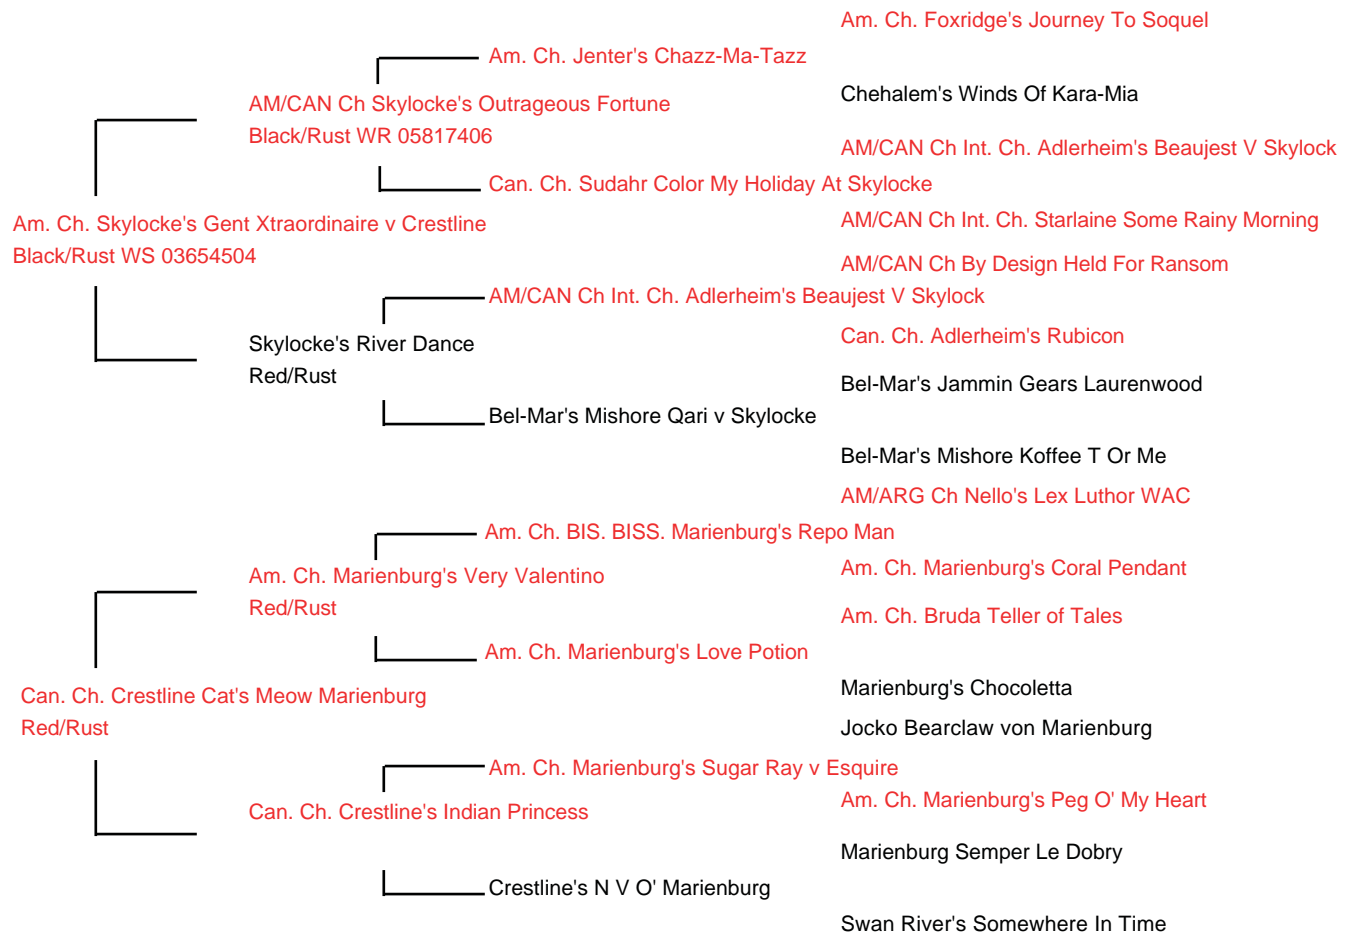 Am. Ch. Foxridge's Journey To Soquel
Am. Ch. Jenter's Chazz-Ma-Tazz
AM/CAN Ch Skylocke's Outrageous Fortune
Black/Rust WR 05817406
Chehalem's Winds Of Kara-Mia
AM/CAN Ch Int. Ch. Adlerheim's Beaujest V Skylock
Can. Ch. Sudahr Color My Holiday At Skylocke
Am. Ch. Skylocke's Gent Xtraordinaire v Crestline
Black/Rust WS 03654504
AM/CAN Ch Int. Ch. Starlaine Some Rainy Morning
AM/CAN Ch By Design Held For Ransom
AM/CAN Ch Int. Ch. Adlerheim's Beaujest V Skylock
Skylocke's River Dance
Red/Rust
Can. Ch. Adlerheim's Rubicon
Bel-Mar's Jammin Gears Laurenwood
Bel-Mar's Mishore Qari v Skylocke
Bel-Mar's Mishore Koffee T Or Me
AM/ARG Ch Nello's Lex Luthor WAC
Am. Ch. BIS. BISS. Marienburg's Repo Man
Am. Ch. Marienburg's Very Valentino
Red/Rust
Am. Ch. Marienburg's Coral Pendant
Am. Ch. Bruda Teller of Tales
Am. Ch. Marienburg's Love Potion
Can. Ch. Crestline Cat's Meow Marienburg
Red/Rust
Marienburg's Chocoletta
Jocko Bearclaw von Marienburg
Am. Ch. Marienburg's Sugar Ray v Esquire
Can. Ch. Crestline's Indian Princess
Am. Ch. Marienburg's Peg O' My Heart
Marienburg Semper Le Dobry
Crestline's N V O' Marienburg
Swan River's Somewhere In Time